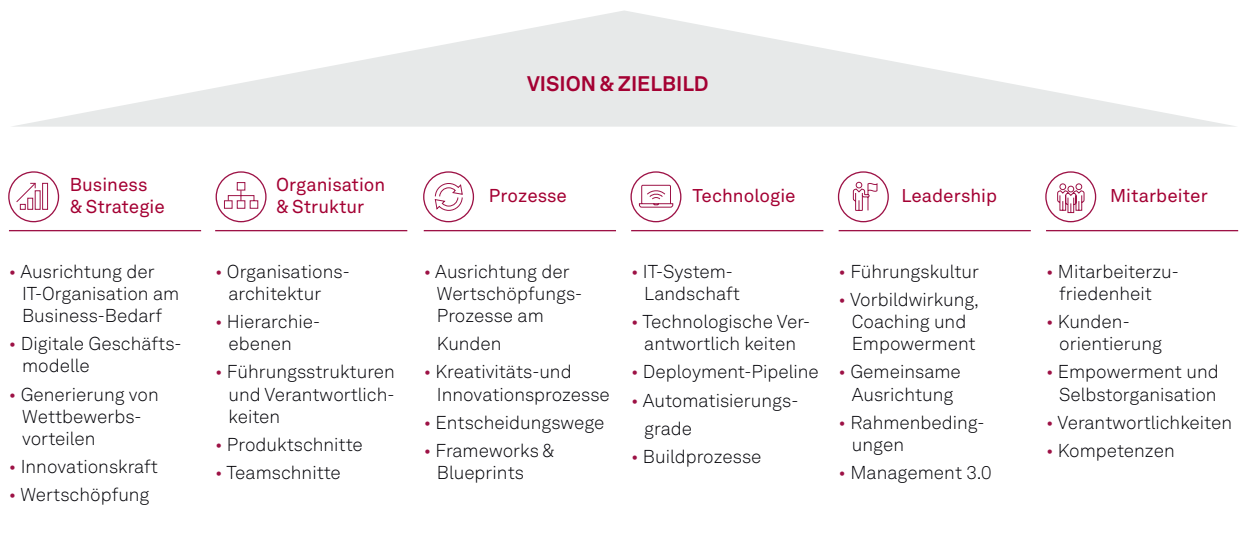 VISION & ZIELBILD
Business
& Strategie
• Ausrichtung der
IT-Organisation am
Business-Bedarf
• Digitale Geschäfts-
modelle
• Generierung von
Wettbewerbs-
vorteilen
• Innovationskraft
• Wertschöpfung
Organisation
& Struktur
• Organisations-
architektur
• Hierarchie-
ebenen
• Führungsstrukturen
und Verantwortlich-
keiten
• Produktschnitte
• Teamschnitte
Prozesse
• Ausrichtung der
Wertschöpfungs-
Prozesse am
Kunden
• Kreativitäts-und
Innovationsprozesse
• Entscheidungswege
• Frameworks &
Blueprints
Technologie
• IT-System-
Landschaft
• Technologische Ver-
antwortlich keiten
• Deployment-Pipeline
• Automatisierungs-
grade
• Buildprozesse
Leadership
• Führungskultur
• Vorbildwirkung,
Coaching und
Empowerment
• Gemeinsame
Ausrichtung
• Rahmenbeding-
ungen
• Management 3.0
Mitarbeiter
• Mitarbeiterzu-
friedenheit
• Kunden-
orientierung
• Empowerment und
Selbstorganisation
• Verantwortlichkeiten
• Kompetenzen